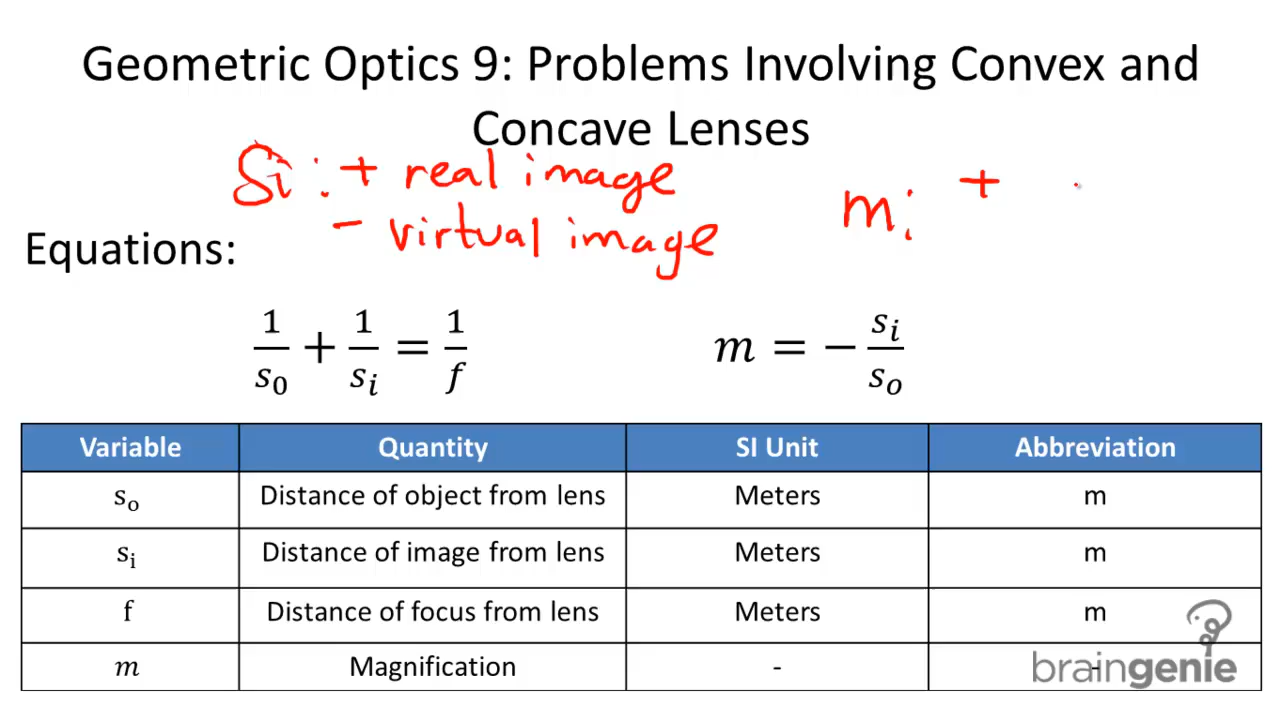 Geometric Optics 9: Problems Involving Convex and
Concave Lenses
Si : + real image
- virtual image
m: +
Equations:
1/s₀ + 1/sᵢ = 1/f
m = − sᵢ/sₒ
Variable Quantity SI Unit Abbreviation
sₒ Distance of object from lens Meters m
sᵢ Distance of image from lens Meters m
f Distance of focus from lens Meters m
m Magnification - -
braingenie